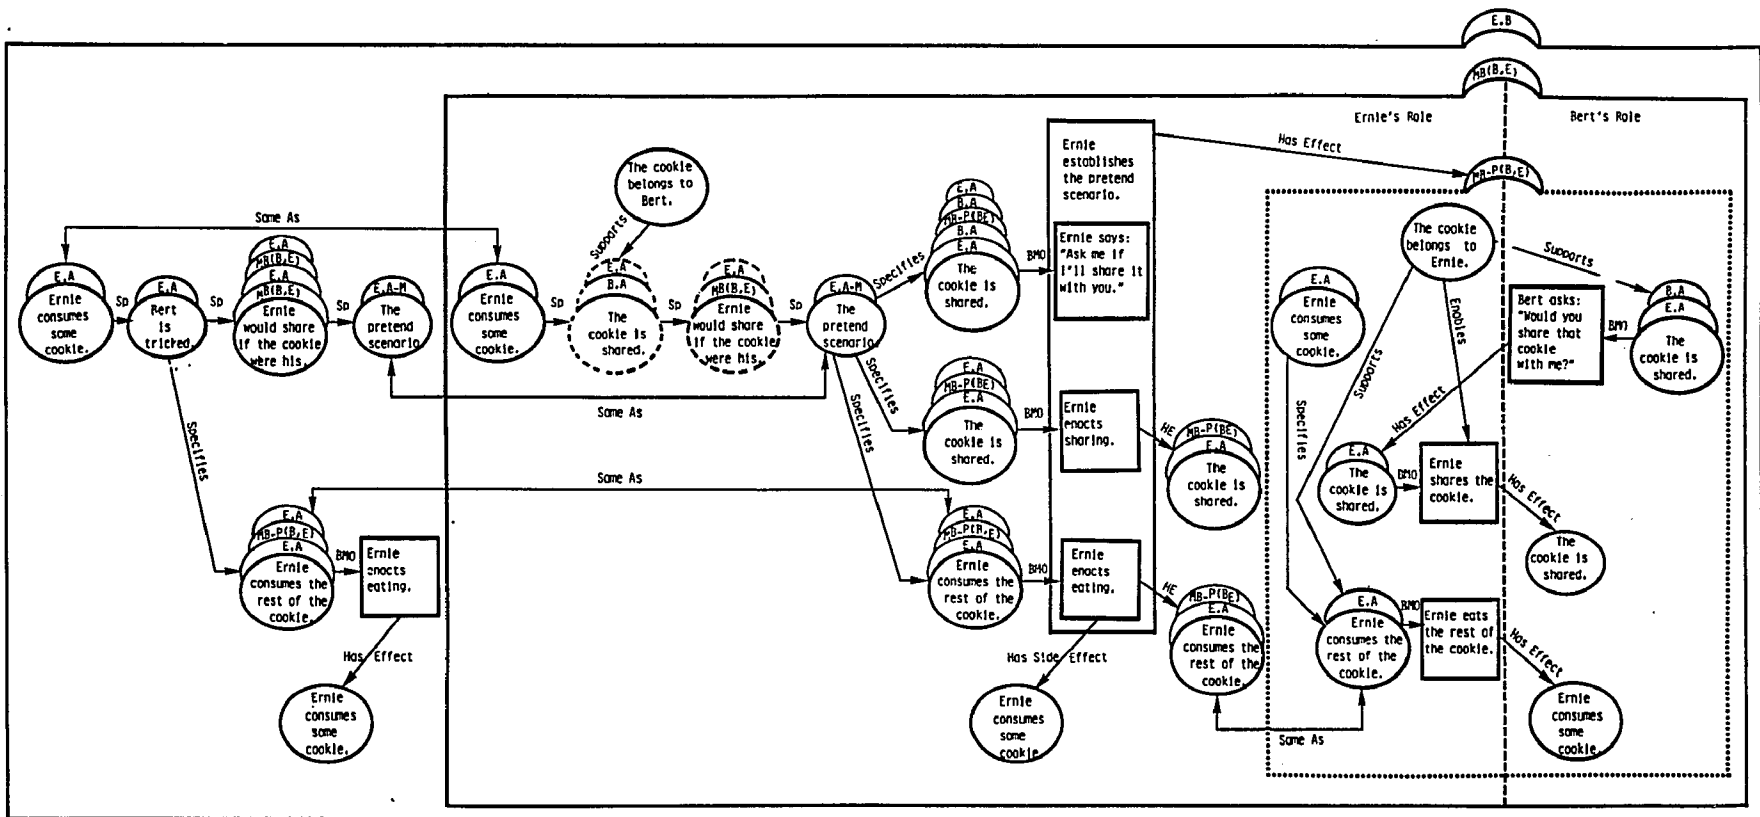 E.B
MB(B,E)
Ernie's Role
Bert's Role
MB-P(B,E)
Has Effect
Same As
E.A
Ernie
consumes
some
cookie.
Sp
E.A
Bert
is
tricked.
Sp
E.A
MB(B,E)
E.A
MB(B,E)
Ernie
would share
if the cookie
were his.
Sp
E.A-M
The
pretend
scenario
Specifies
E.A
MB-P(B,E)
E.A
Ernie
consumes the
rest of the
cookie.
BMO
Ernie
enacts
eating.
Has Effect
Ernie
consumes
some
cookie.
Same As
Same As
E.A
Ernie
consumes
some
cookie.
Sp
The cookie
belongs to
Bert.
Supports
E.A
B.A
The
cookie is
shared.
Sp
E.A
MB(B,E)
Ernie
would share
if the cookie
were his.
Sp
E.A-M
The
pretend
scenario.
Specifies
Specifies
Specifies
E.A
B.A
MB-P(BE)
B.A
E.A
The
cookie is
shared.
BMO
Ernie
establishes
the pretend
scenario.
Ernie says:
"Ask me if
I'll share it
with you."
E.A
MB-P(BE)
E.A
The
cookie is
shared.
BMO
Ernie
enacts
sharing.
HE
MB-P(BE)
E.A
The
cookie is
shared.
E.A
MB-P(B,E)
E.A
Ernie
consumes the
rest of the
cookie.
BMO
Ernie
enacts
eating.
HE
MB-P(BE)
E.A
Ernie
consumes the
rest of the
cookie.
Has Side Effect
Ernie
consumes
some
cookie
Same As
The cookie
belongs to
Ernie.
Supports
Supports
Enables
E.A
Ernie
consumes
some
cookie.
Specifies
B.A
E.A
The
cookie is
shared.
BMO
Bert asks:
"Would you
share that
cookie
with me?"
Has Effect
E.A
The
cookie is
shared.
BMO
Ernie
shares the
cookie.
Has Effect
The
cookie is
shared.
E.A
Ernie
consumes the
rest of the
cookie.
BMO
Ernie eats
the rest of
the cookie.
Has Effect
Ernie
consumes
some
cookie.